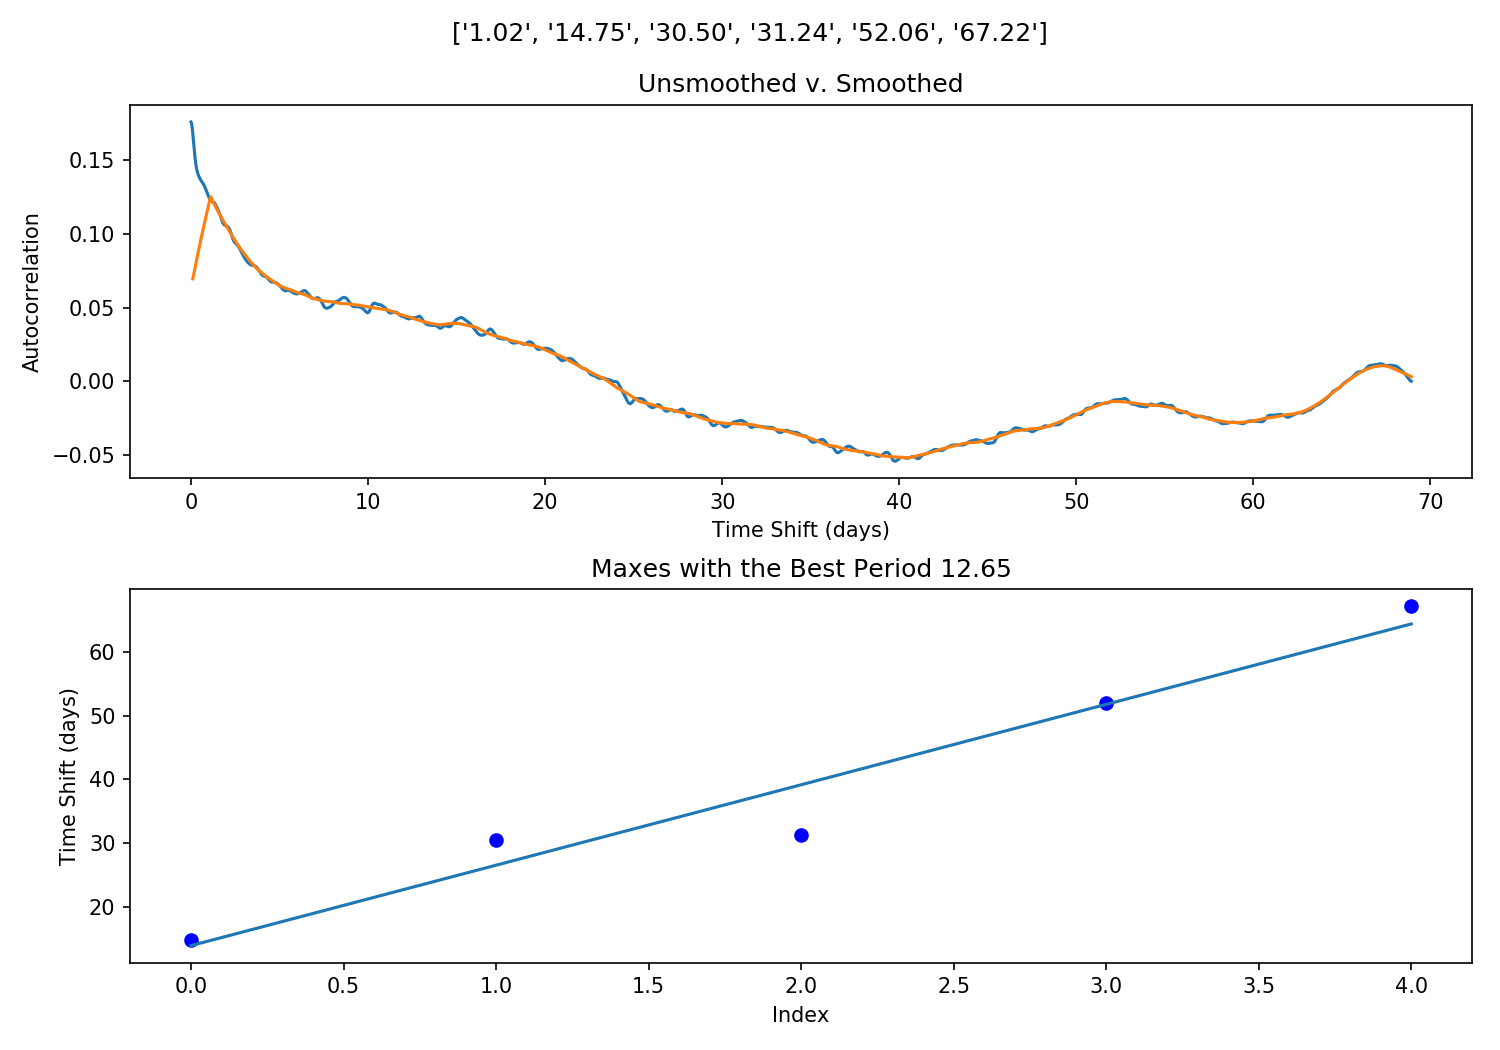 ['1.02', '14.75', '30.50', '31.24', '52.06', '67.22']
Unsmoothed v. Smoothed
Autocorrelation
0.15
0.10
0.05
0.00
−0.05
0 10 20 30 40 50 60 70
Time Shift (days)
Maxes with the Best Period 12.65
Time Shift (days)
60
50
40
30
20
0.0 0.5 1.0 1.5 2.0 2.5 3.0 3.5 4.0
Index